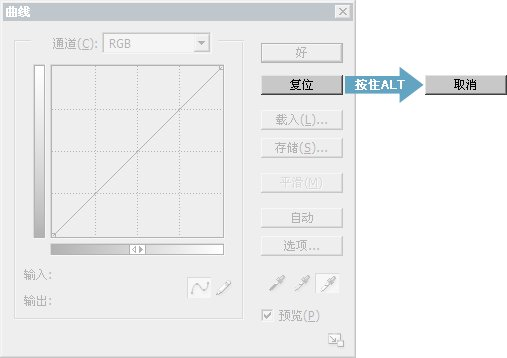 曲线
通道(C): RGB
好
复位
按住ALT
取消
载入(L)...
存储(S)...
平滑(M)
自动
选项...
输入:
输出:
预览(P)